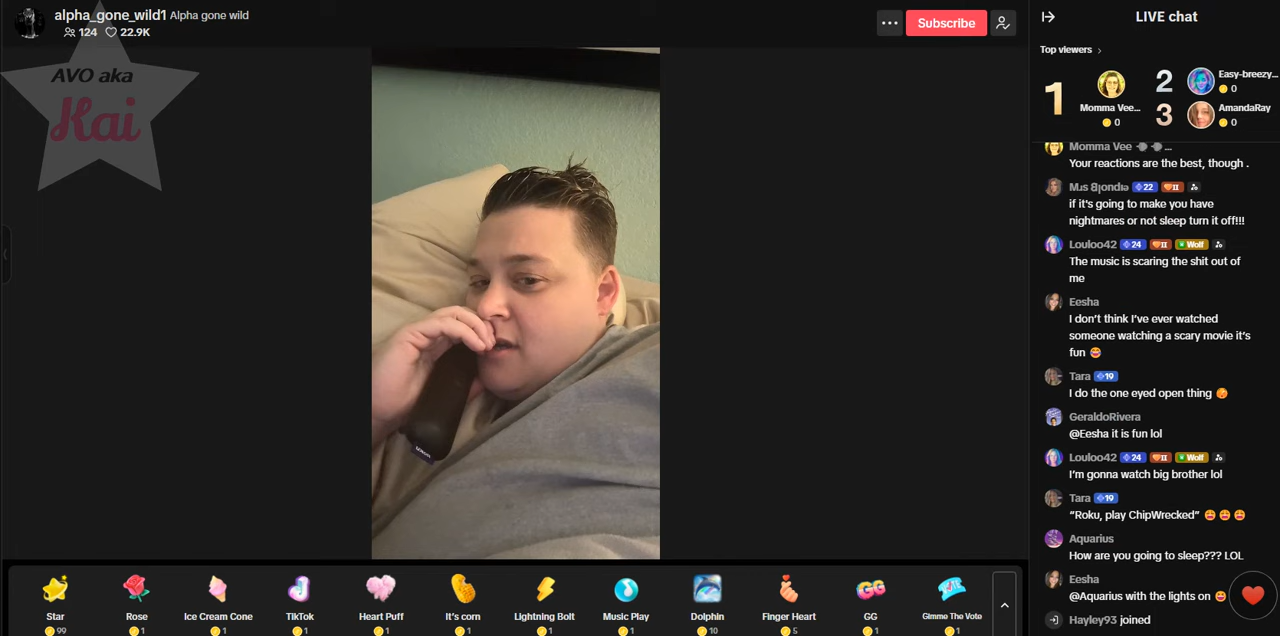 alpha_gone_wild1 Alpha gone wild
124 22.9K
AVO aka
Kai
... Subscribe
LIVE chat
Top viewers >
1 Momma Vee... 0
2 Easy-breezy... 0
3 AmandaRay 0
Momma Vee ...
Your reactions are the best, though .
22 II
if it's going to make you have
nightmares or not sleep turn it off!!!
Louloo42 24 II Wolf
The music is scaring the shit out of
me
Eesha
I don't think I've ever watched
someone watching a scary movie it's
fun 😍
Tara 19
I do the one eyed open thing
GeraldoRivera
@Eesha it is fun lol
Louloo42 24 II Wolf
I'm gonna watch big brother lol
Tara 19
“Roku, play ChipWrecked”
Aquarius
How are you going to sleep??? LOL
Eesha
@Aquarius with the lights on
Hayley93 joined
Star
99
Rose
1
Ice Cream Cone
1
TikTok
1
Heart Puff
1
It's corn
1
Lightning Bolt
1
Music Play
1
Dolphin
10
Finger Heart
5
GG
1
Gimme The Vote
1